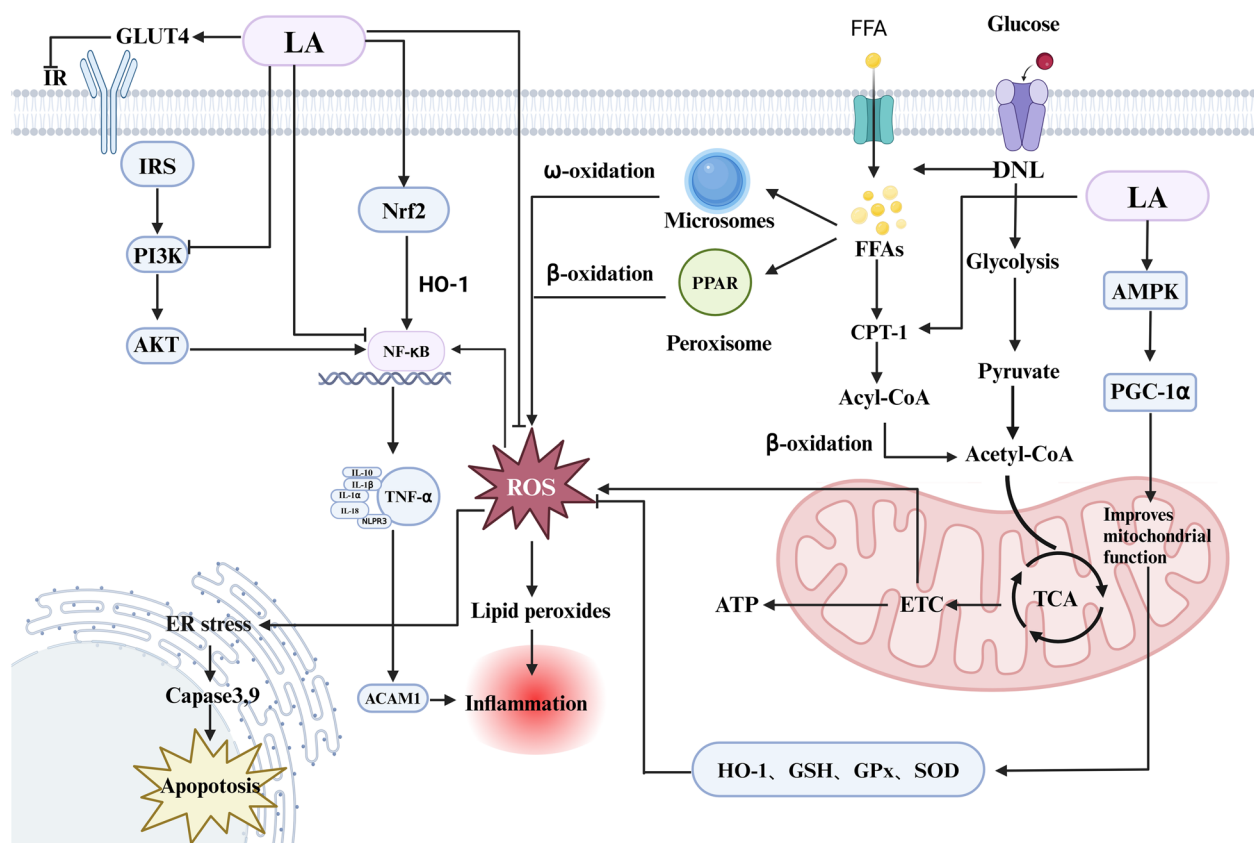 FFA
Glucose
GLUT4
LA
IR
IRS
ω-oxidation
DNL
Microsomes
LA
Nrf2
FFAs
PI3K
Glycolysis
HO-1
β-oxidation
PPAR
AMPK
AKT
NF-κB
Peroxisome
CPT-1
Pyruvate
PGC-1α
Acyl-CoA
β-oxidation
Acetyl-CoA
IL-10
IL-1β
IL-1α
IL-18
NLPR3
TNF-α
ROS
Improves
mitochondrial
function
ATP
ETC
TCA
Lipid peroxides
ER stress
Capase3,9
ACAM1
Inflammation
HO-1、GSH、GPx、SOD
Apopotosis